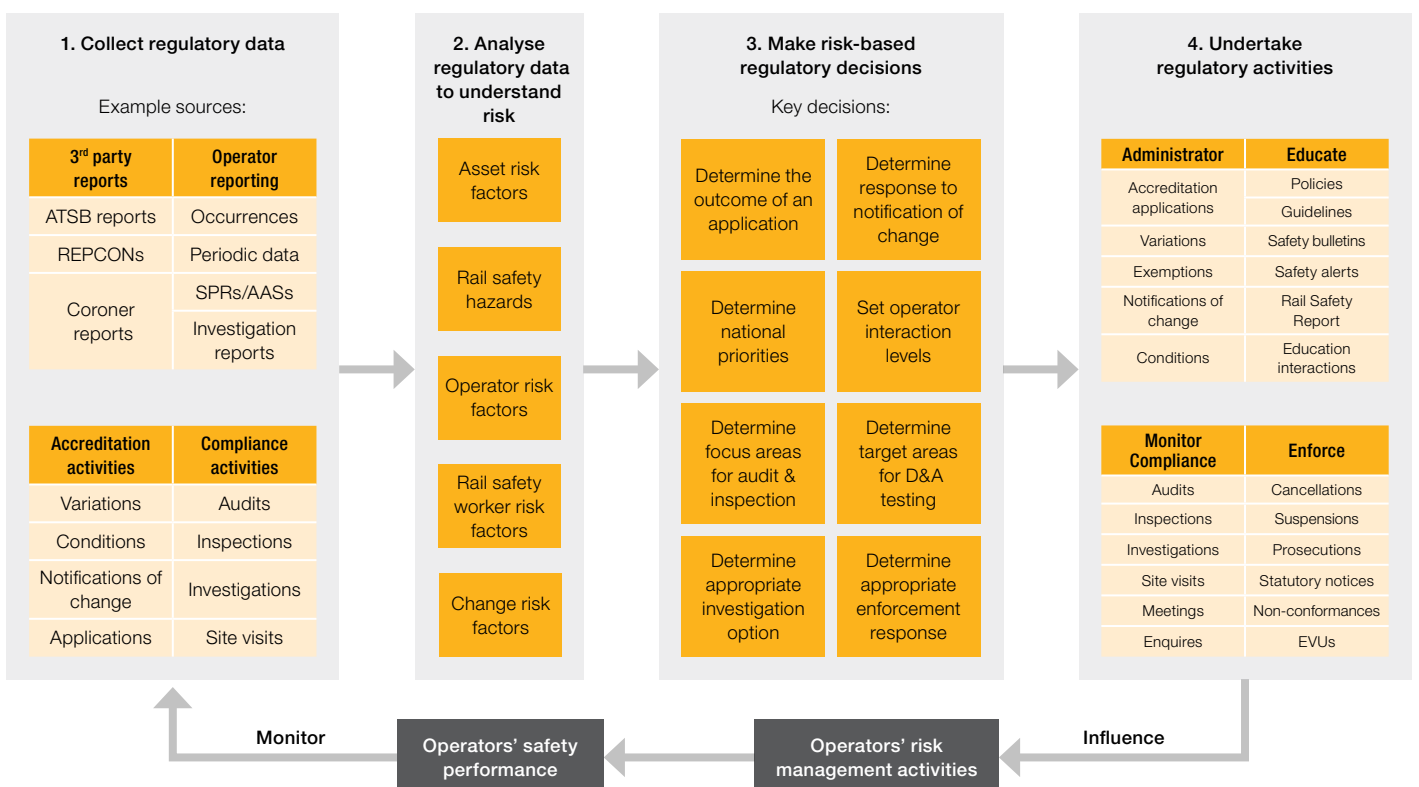 1. Collect regulatory data
Example sources:
3rd party
reports
Operator
reporting
ATSB reports
Occurrences
REPCONs
Periodic data
Coroner
reports
SPRs/AASs
Investigation
reports
Accreditation
activities
Compliance
activities
Variations
Audits
Conditions
Inspections
Notifications of
change
Investigations
Applications
Site visits
2. Analyse
regulatory data
to understand
risk
Asset risk
factors
Rail safety
hazards
Operator risk
factors
Rail safety
worker risk
factors
Change risk
factors
3. Make risk-based
regulatory decisions
Key decisions:
Determine the
outcome of an
application
Determine
response to
notification of
change
Determine
national
priorities
Set operator
interaction
levels
Determine
focus areas
for audit &
inspection
Determine
target areas
for D&A
testing
Determine
appropriate
investigation
option
Determine
appropriate
enforcement
response
4. Undertake
regulatory activities
Administrator
Educate
Accreditation
applications
Policies
Guidelines
Variations
Safety bulletins
Exemptions
Safety alerts
Notifications of
change
Rail Safety
Report
Conditions
Education
interactions
Monitor
Compliance
Enforce
Audits
Cancellations
Inspections
Suspensions
Investigations
Prosecutions
Site visits
Statutory notices
Meetings
Non-conformances
Enquires
EVUs
Monitor
Operators' safety
performance
Operators' risk
management activities
Influence